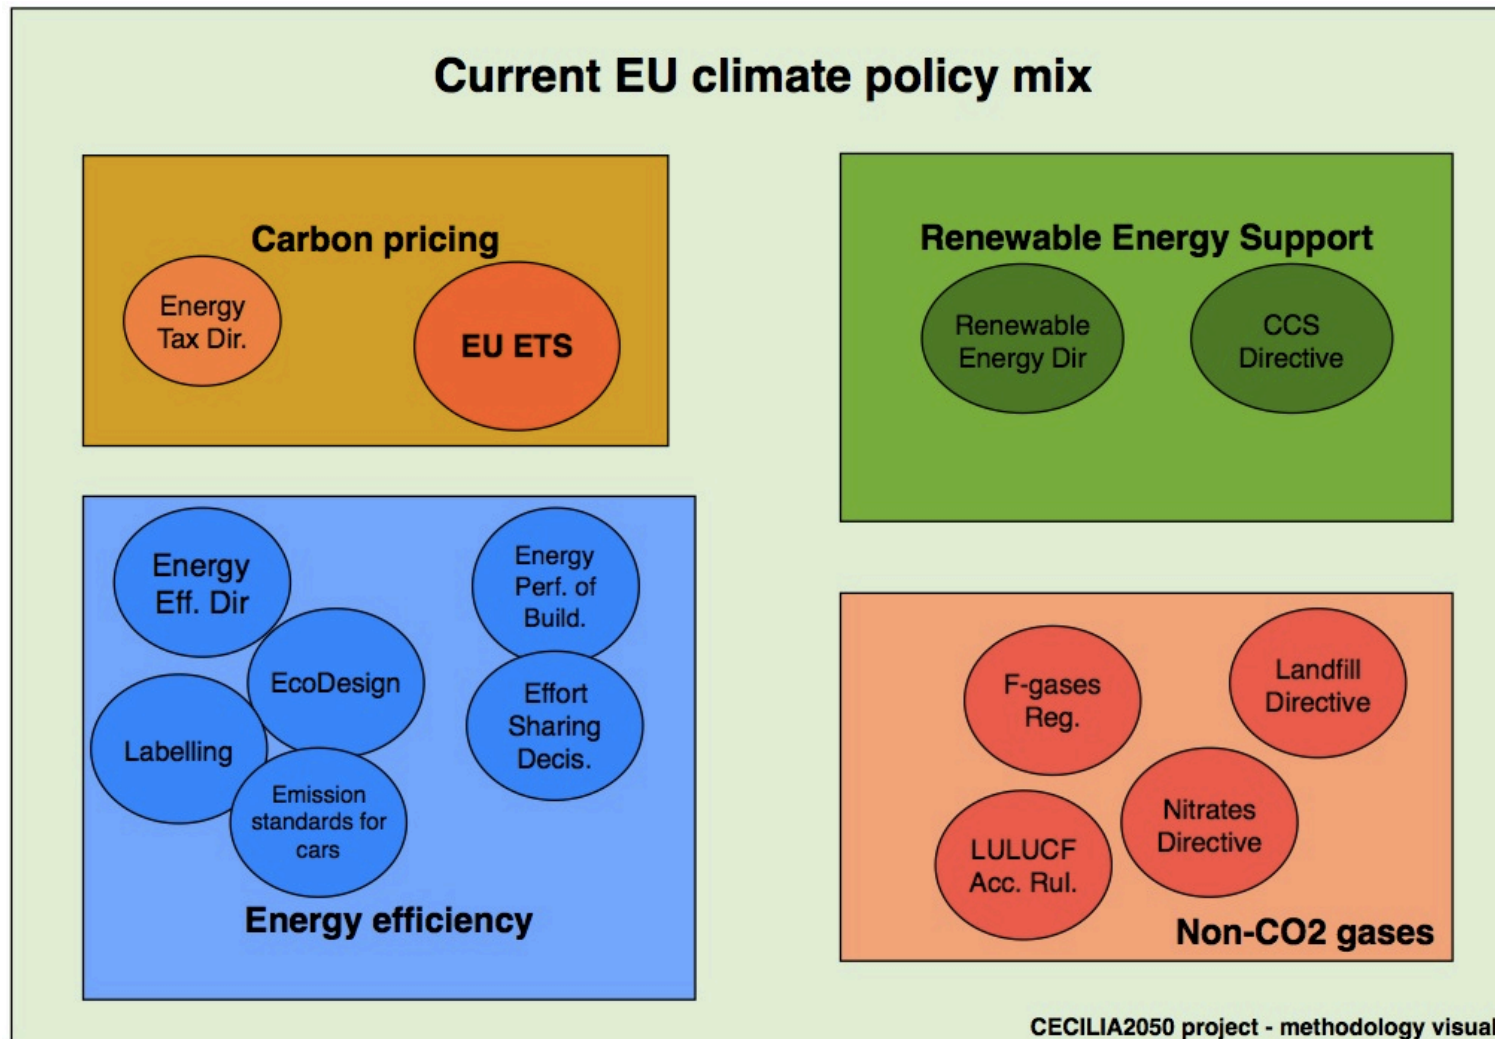 Current EU climate policy mix
Carbon pricing
Energy
Tax Dir.
EU ETS
Renewable Energy Support
Renewable
Energy Dir
CCS
Directive
Energy
Eff. Dir
EcoDesign
Labelling
Emission
standards for
cars
Energy
Perf. of
Build.
Effort
Sharing
Decis.
Energy efficiency
F-gases
Reg.
Landfill
Directive
LULUCF
Acc. Rul.
Nitrates
Directive
Non-CO2 gases
CECILIA2050 project - methodology visual